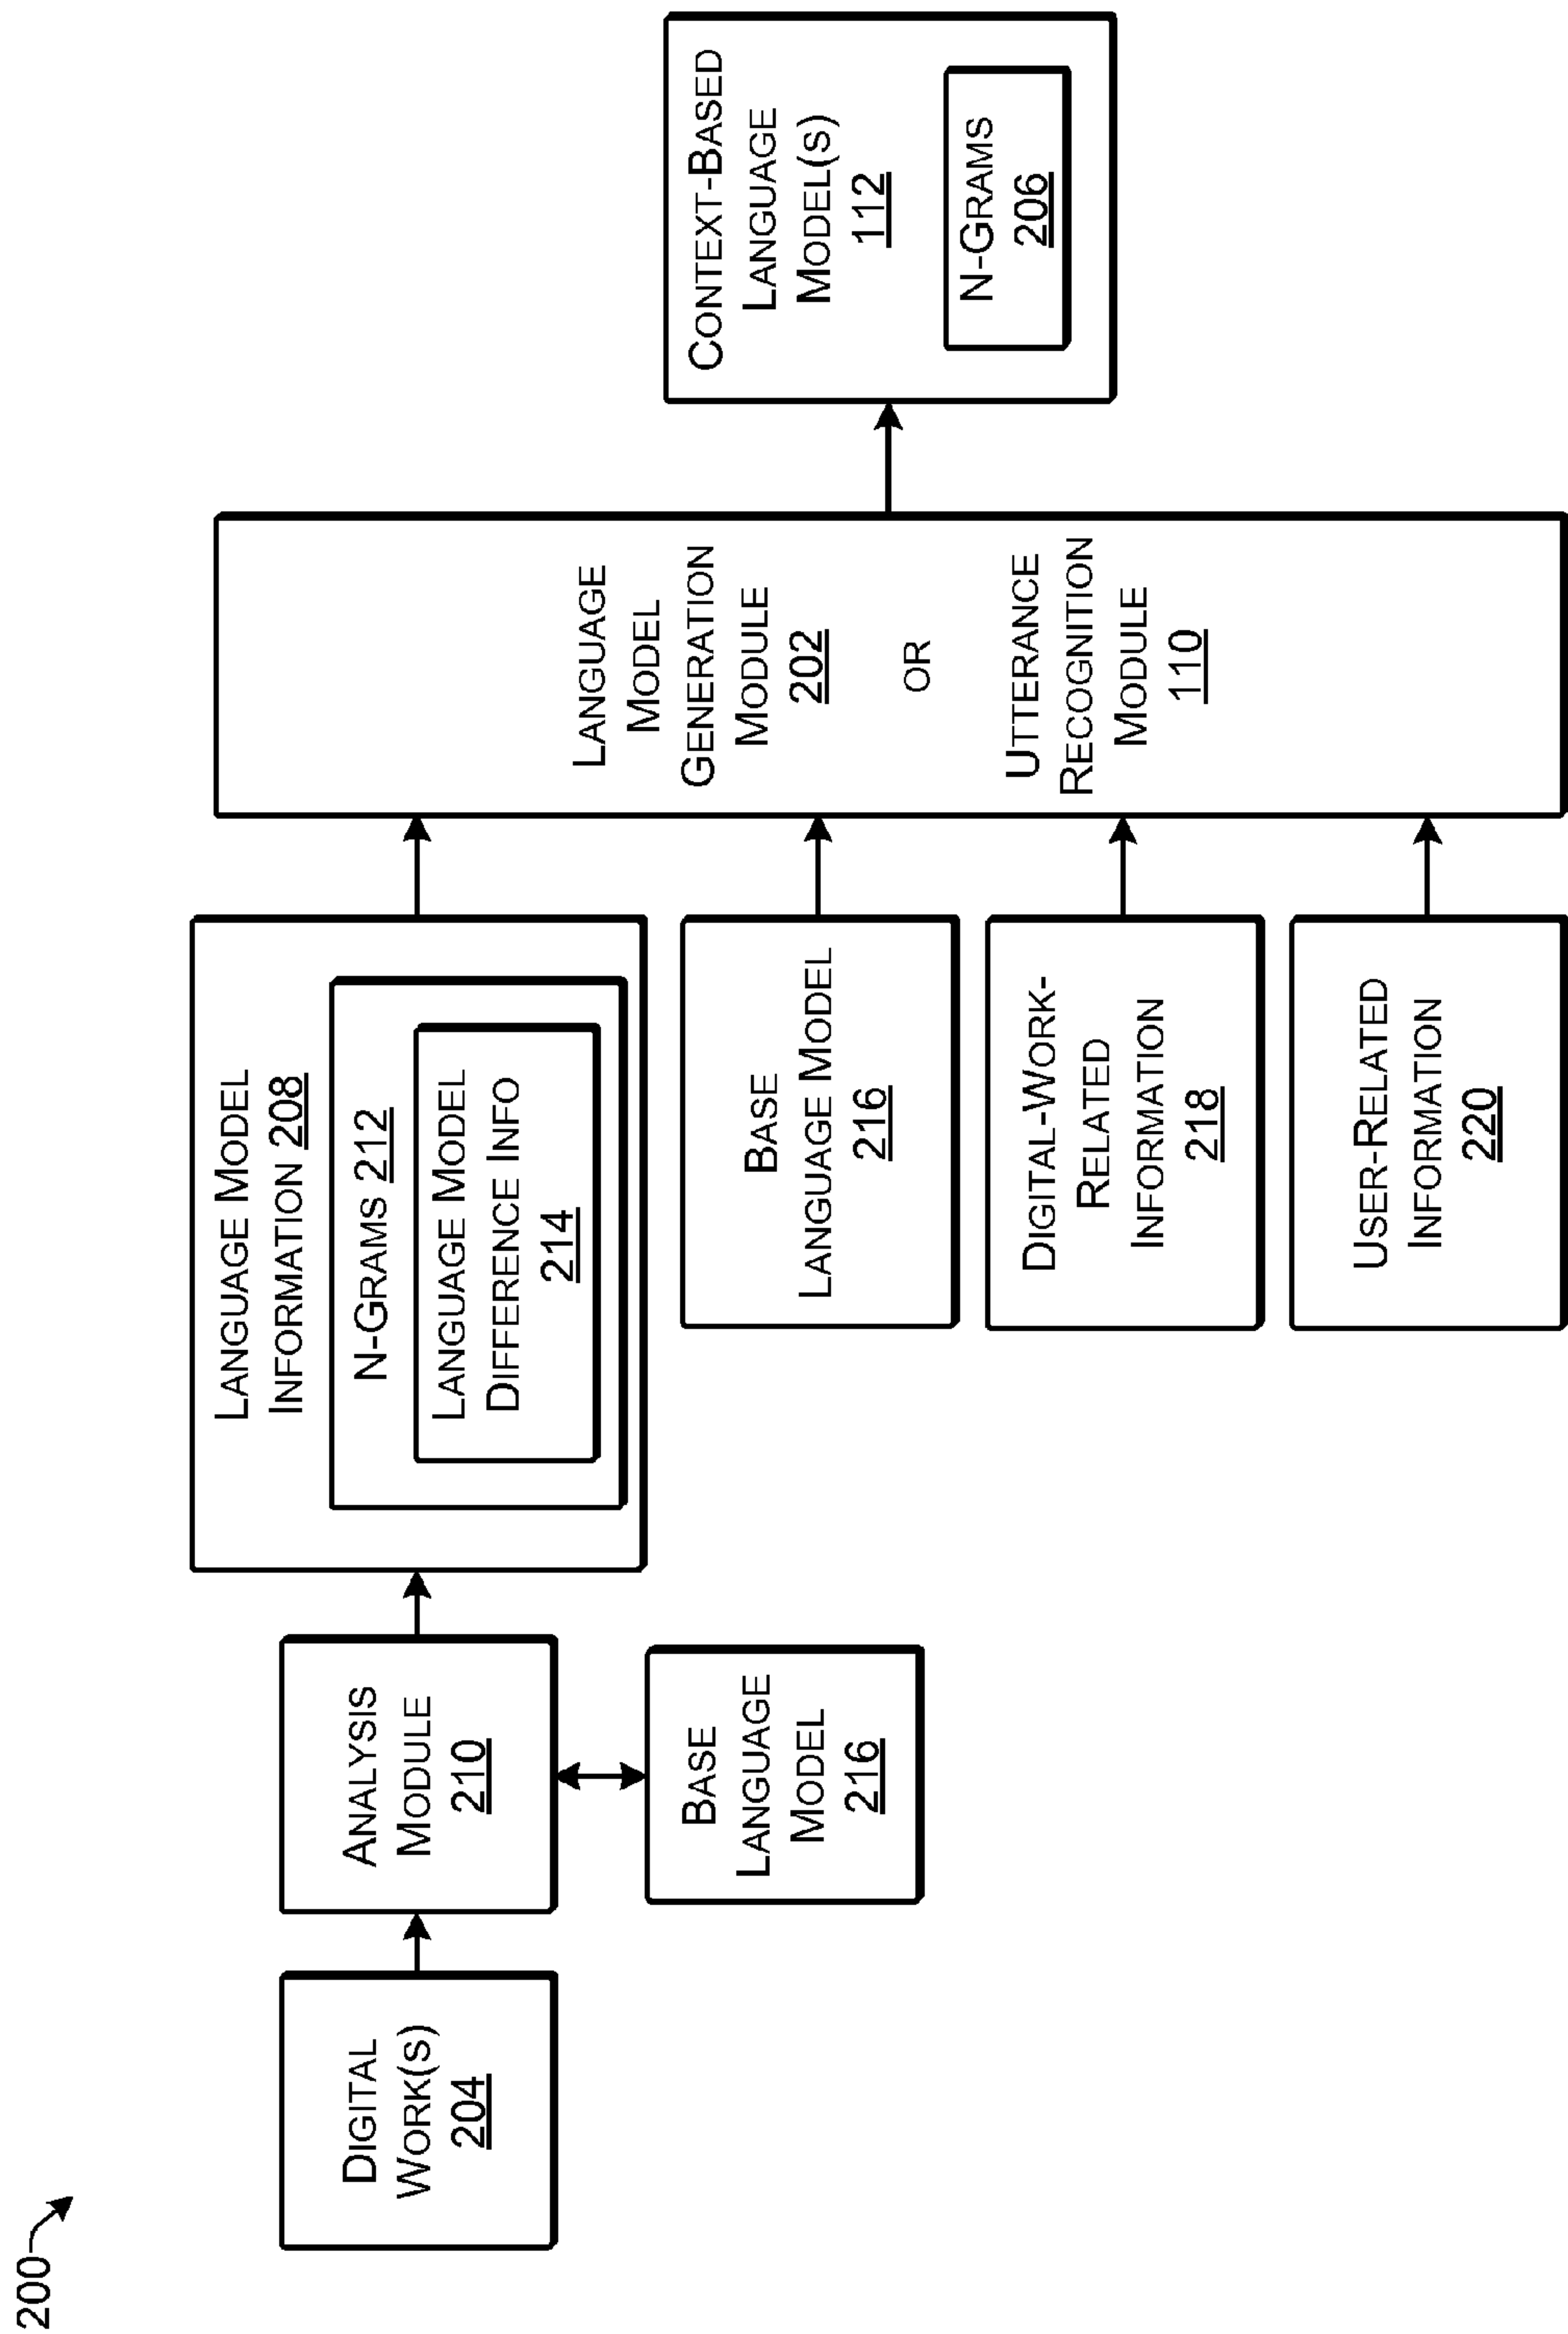 200
DIGITAL
WORK(S)
204
ANALYSIS
MODULE
210
BASE
LANGUAGE
MODEL
216
LANGUAGE MODEL
INFORMATION 208
N-GRAMS 212
LANGUAGE MODEL
DIFFERENCE INFO
214
BASE
LANGUAGE MODEL
216
DIGITAL-WORK-
RELATED
INFORMATION
218
USER-RELATED
INFORMATION
220
LANGUAGE
MODEL
GENERATION
MODULE
202
OR
UTTERANCE
RECOGNITION
MODULE
110
CONTEXT-BASED
LANGUAGE
MODEL(S)
112
N-GRAMS
206